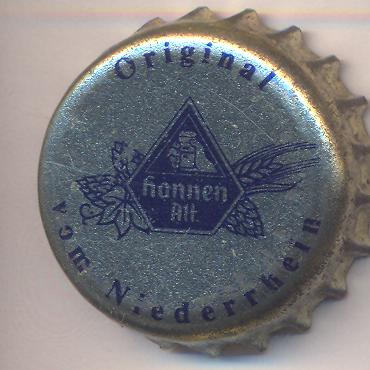 Original
hannen
Alt
vom Niederrhein